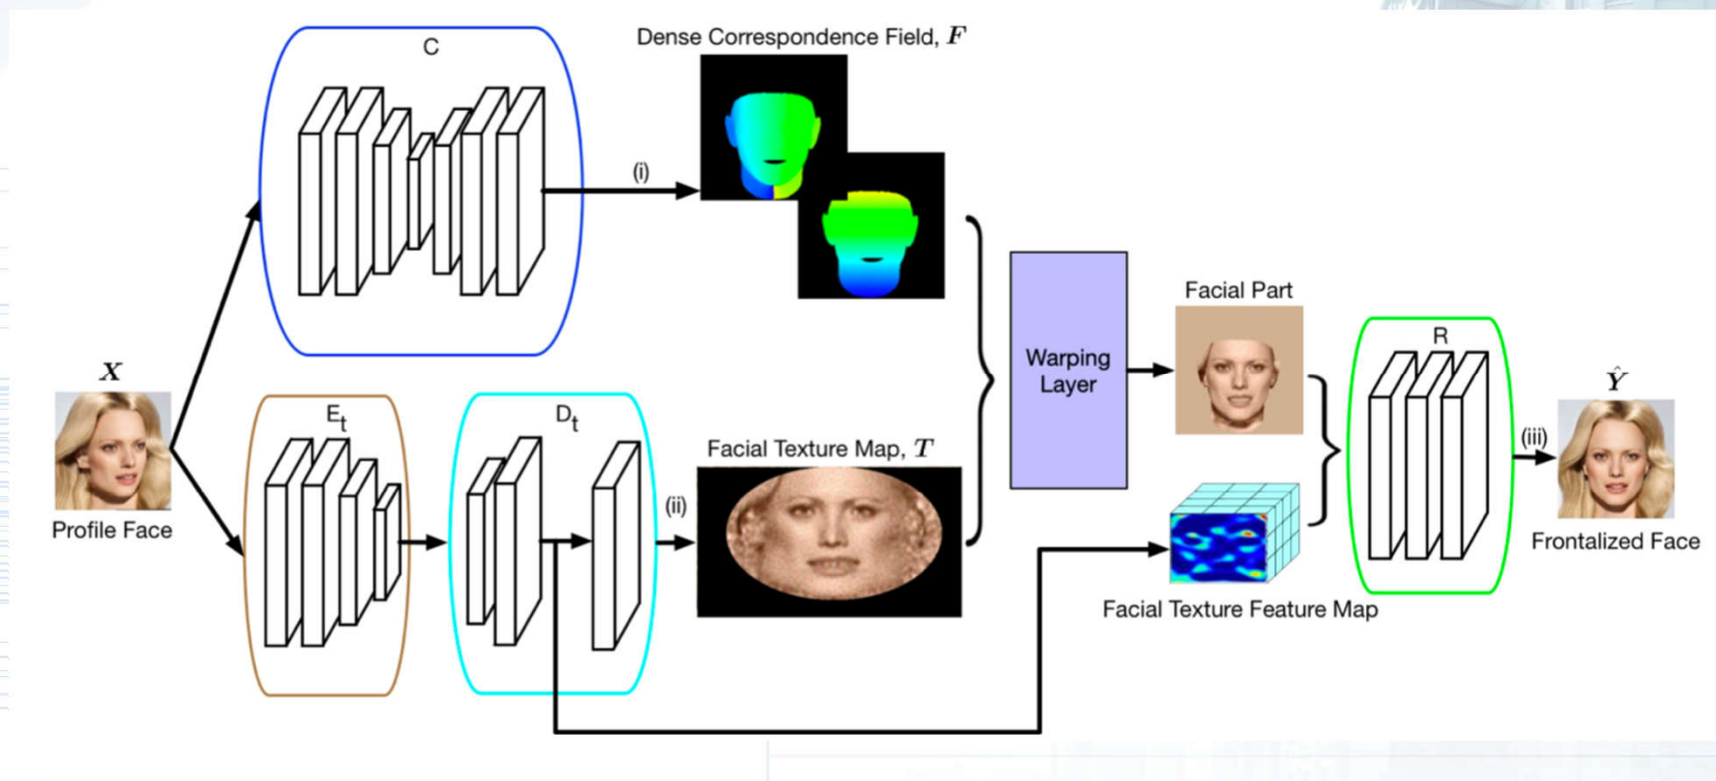 C
Dense Correspondence Field, F
(i)
X
Profile Face
Et
Dt
(ii)
Facial Texture Map, T
Warping
Layer
Facial Part
Facial Texture Feature Map
R
(iii)
Ŷ
Frontalized Face